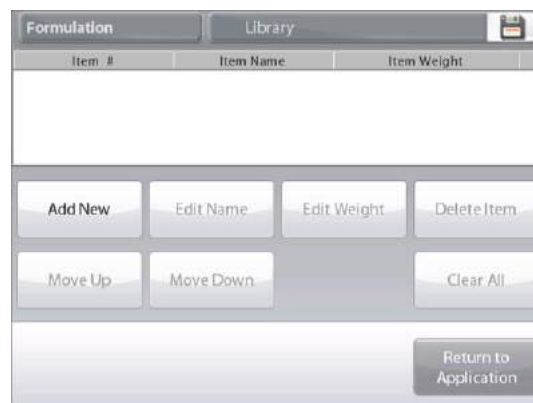 Formulation Library
Item # Item Name Item Weight
Add New Edit Name Edit Weight Delete Item
Move Up Move Down Clear All
Return to
Application